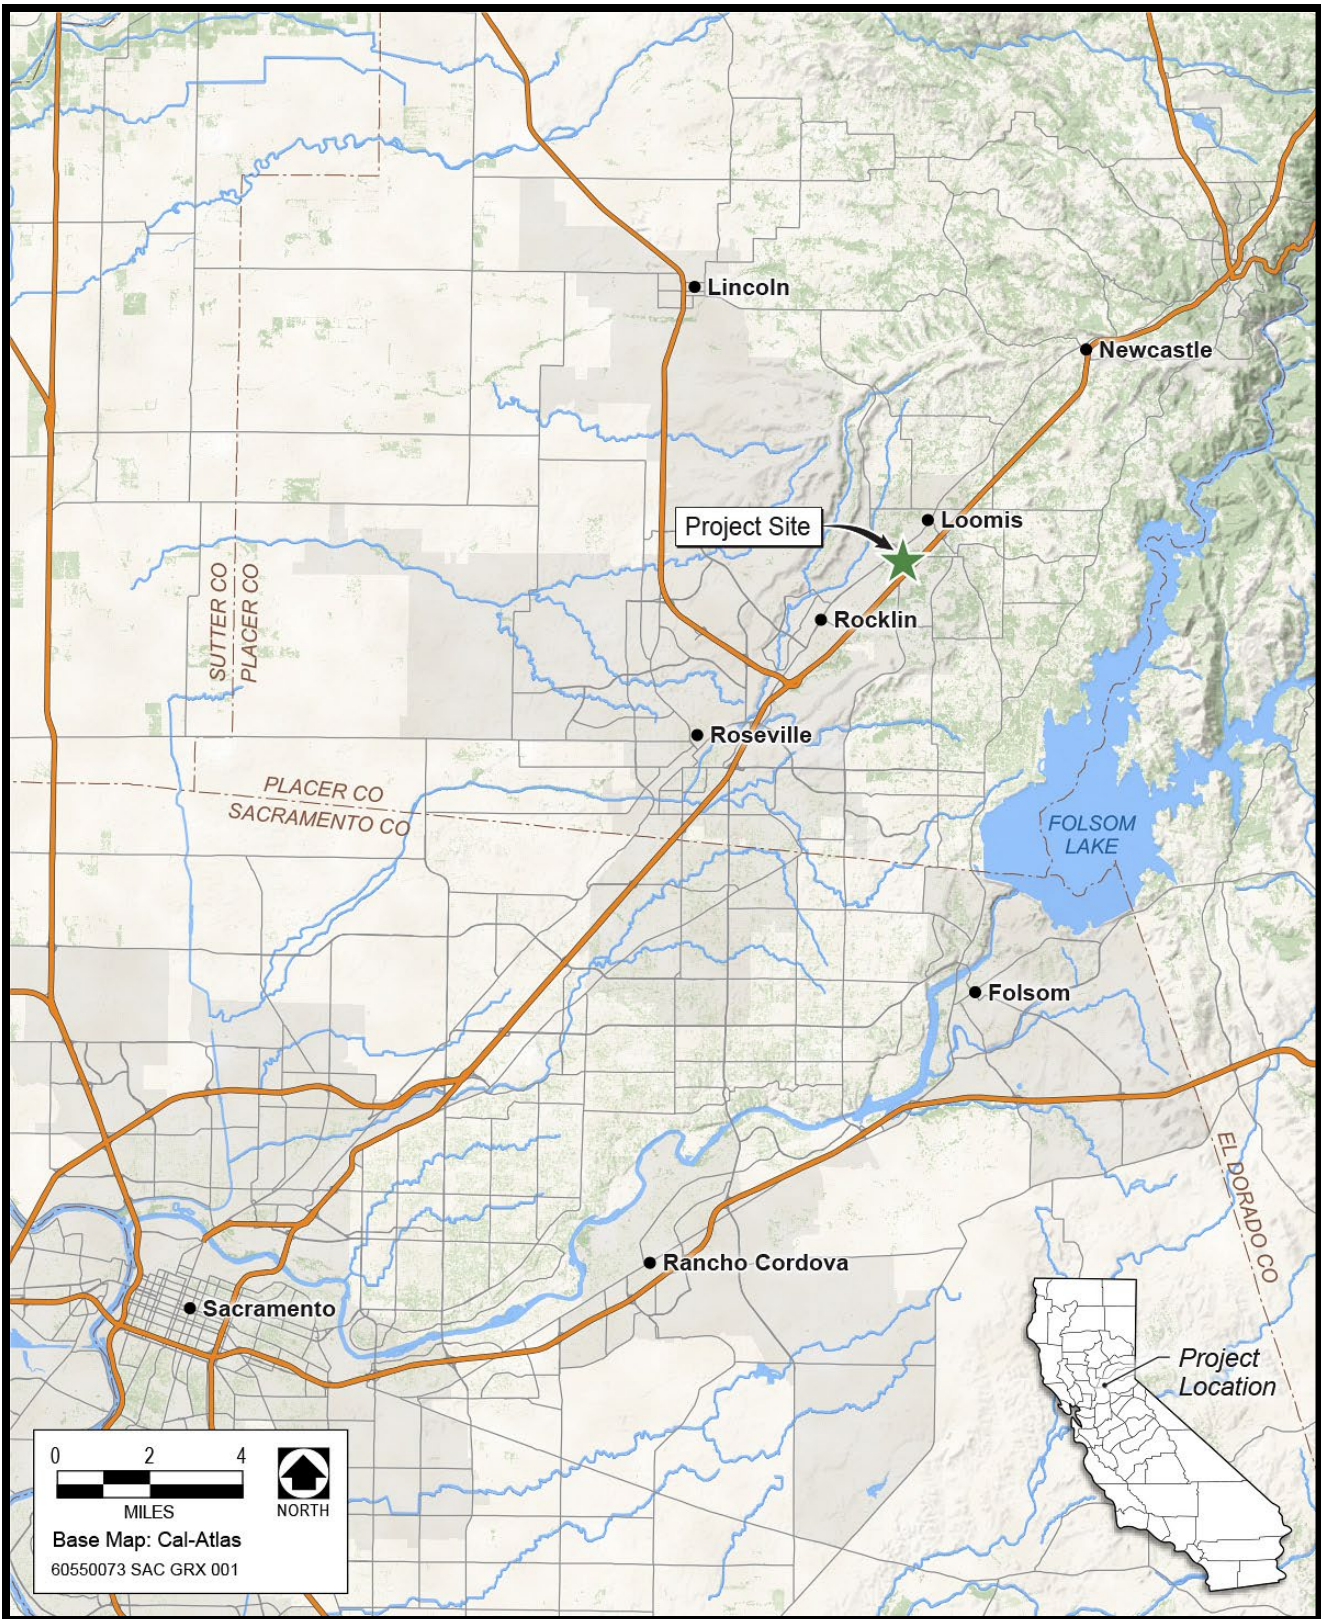 Lincoln
Newcastle
Project Site
Loomis
Rocklin
SUTTER CO
PLACER CO
Roseville
PLACER CO
SACRAMENTO CO
FOLSOM
LAKE
Folsom
EL DORADO CO
Rancho Cordova
Sacramento
Project
Location
0 2 4
MILES
NORTH
Base Map: Cal-Atlas
60550073 SAC GRX 001